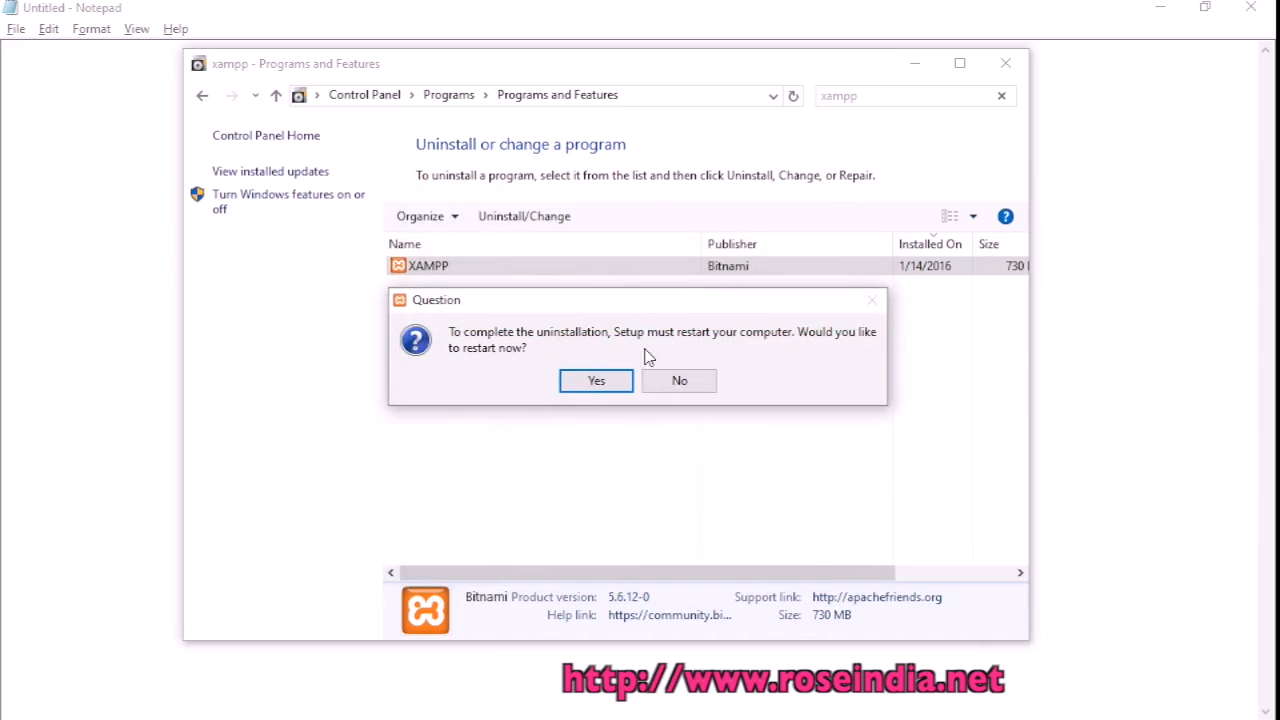 Untitled - Notepad
File Edit Format View Help
xampp - Programs and Features
Control Panel > Programs > Programs and Features
xampp
Control Panel Home
View installed updates
Turn Windows features on or
off
Uninstall or change a program
To uninstall a program, select it from the list and then click Uninstall, Change, or Repair.
Organize Uninstall/Change
Name Publisher Installed On Size
XAMPP Bitnami 1/14/2016 730
Question
To complete the uninstallation, Setup must restart your computer. Would you like
to restart now?
Yes No
Bitnami Product version: 5.6.12-0 Support link: http://apachefriends.org
Help link: https://community.bi... Size: 730 MB
http://www.roseindia.net